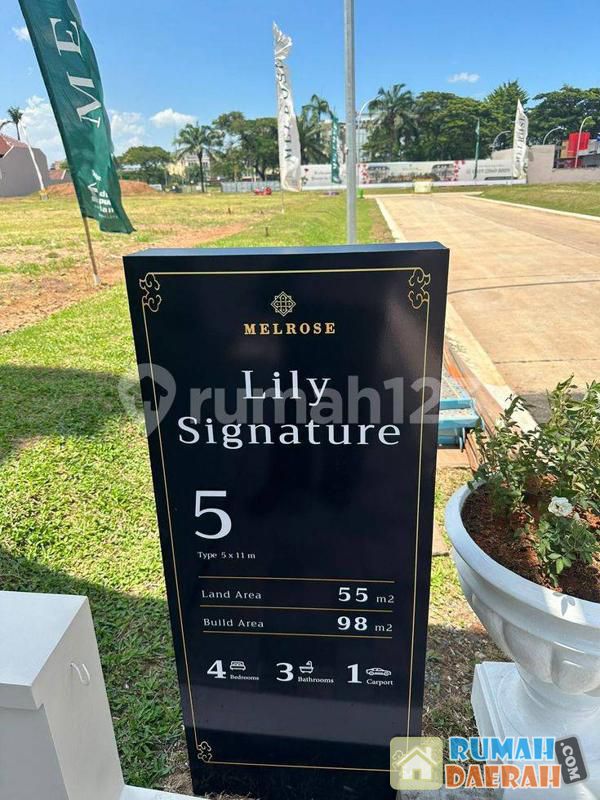 ME
MELROSE
Lily
Signature
rumah123
5
Type 5 x 11 m
Land Area 55 m2
Build Area 98 m2
4 Bedrooms 3 Bathrooms 1 Carport
RUMAH
DAERAH.com